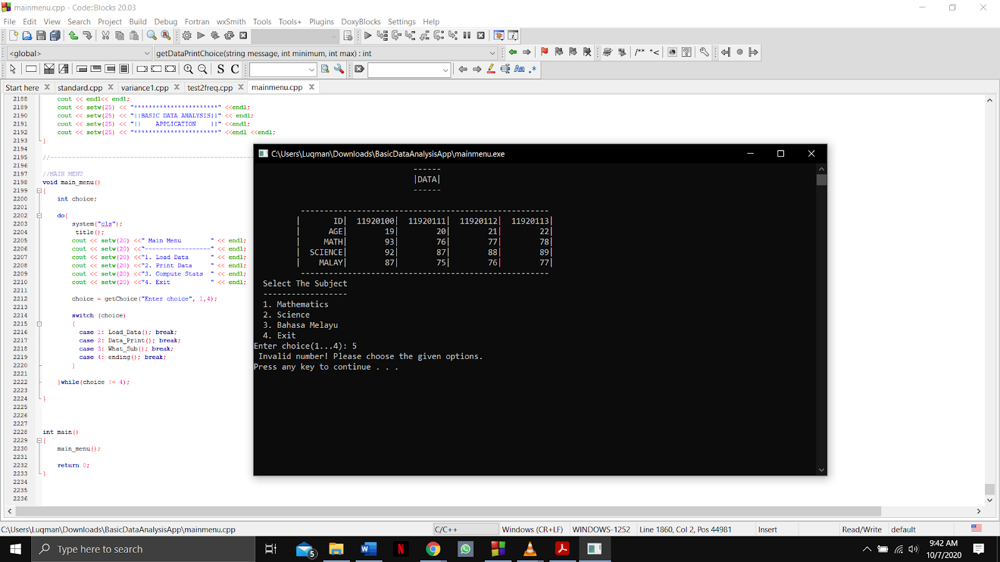 mainmenu.cpp - Code::Blocks 20.03
File Edit View Search Project Build Debug Fortran wxSmith Tools Tools+ Plugins DoxyBlocks Settings Help
<global> getDataPrintChoice(string message, int minimum, int max) : int
/** *<
S C Aa .*
Start here standard.cpp variance1.cpp test2freq.cpp mainmenu.cpp
2188 cout << endl<< endl;
2189 cout << setw(25) << "***********************" <<endl;
2190 cout << setw(25) << "||BASIC DATA ANALYSIS||" << endl;
2191 cout << setw(25) << "||    APPLICATION    ||" <<endl;
2192 cout << setw(25) << "***********************" <<endl <<endl;
2193 }
2194
2195 //------------------------------------------------------
2196
2197 //MAIN MENU
2198 void main_menu()
2199 {
2200 int choice;
2201
2202 do{
2203 system("cls");
2204 title();
2205 cout << setw(20) <<" Main Menu        " << endl;
2206 cout << setw(20) <<"------------------" << endl;
2207 cout << setw(20) <<"1. Load Data      " << endl;
2208 cout << setw(20) <<"2. Print Data     " << endl;
2209 cout << setw(20) <<"3. Compute Stats  " << endl;
2210 cout << setw(20) <<"4. Exit           " << endl;
2211
2212 choice = getChoice("Enter choice", 1,4);
2213
2214 switch (choice)
2215 {
2216 case 1: Load_Data(); break;
2217 case 2: Data_Print(); break;
2218 case 3: What_Sub(); break;
2219 case 4: ending(); break;
2220 }
2221
2222 }while(choice != 4);
2223
2224 }
2225
2226
2227
2228 int main()
2229 {
2230 main_menu();
2231
2232 return 0;
2233 }
2234
2235
2236
C:\Users\Luqman\Downloads\BasicDataAnalysisApp\mainmenu.exe
------
|DATA|
------
-----------------------------------------------------
| ID| 11920100| 11920111| 11920112| 11920113|
| AGE| 19| 20| 21| 22|
| MATH| 93| 76| 77| 78|
| SCIENCE| 92| 87| 88| 89|
| MALAY| 87| 75| 76| 77|
-----------------------------------------------------
Select The Subject
------------------
1. Mathematics
2. Science
3. Bahasa Melayu
4. Exit
Enter choice(1...4): 5
Invalid number! Please choose the given options.
Press any key to continue . . .
C:\Users\Luqman\Downloads\BasicDataAnalysisApp\mainmenu.cpp C/C++ Windows (CR+LF) WINDOWS-1252 Line 1860, Col 2, Pos 44981 Insert Read/Write default
Type here to search
5
9:42 AM
10/7/2020